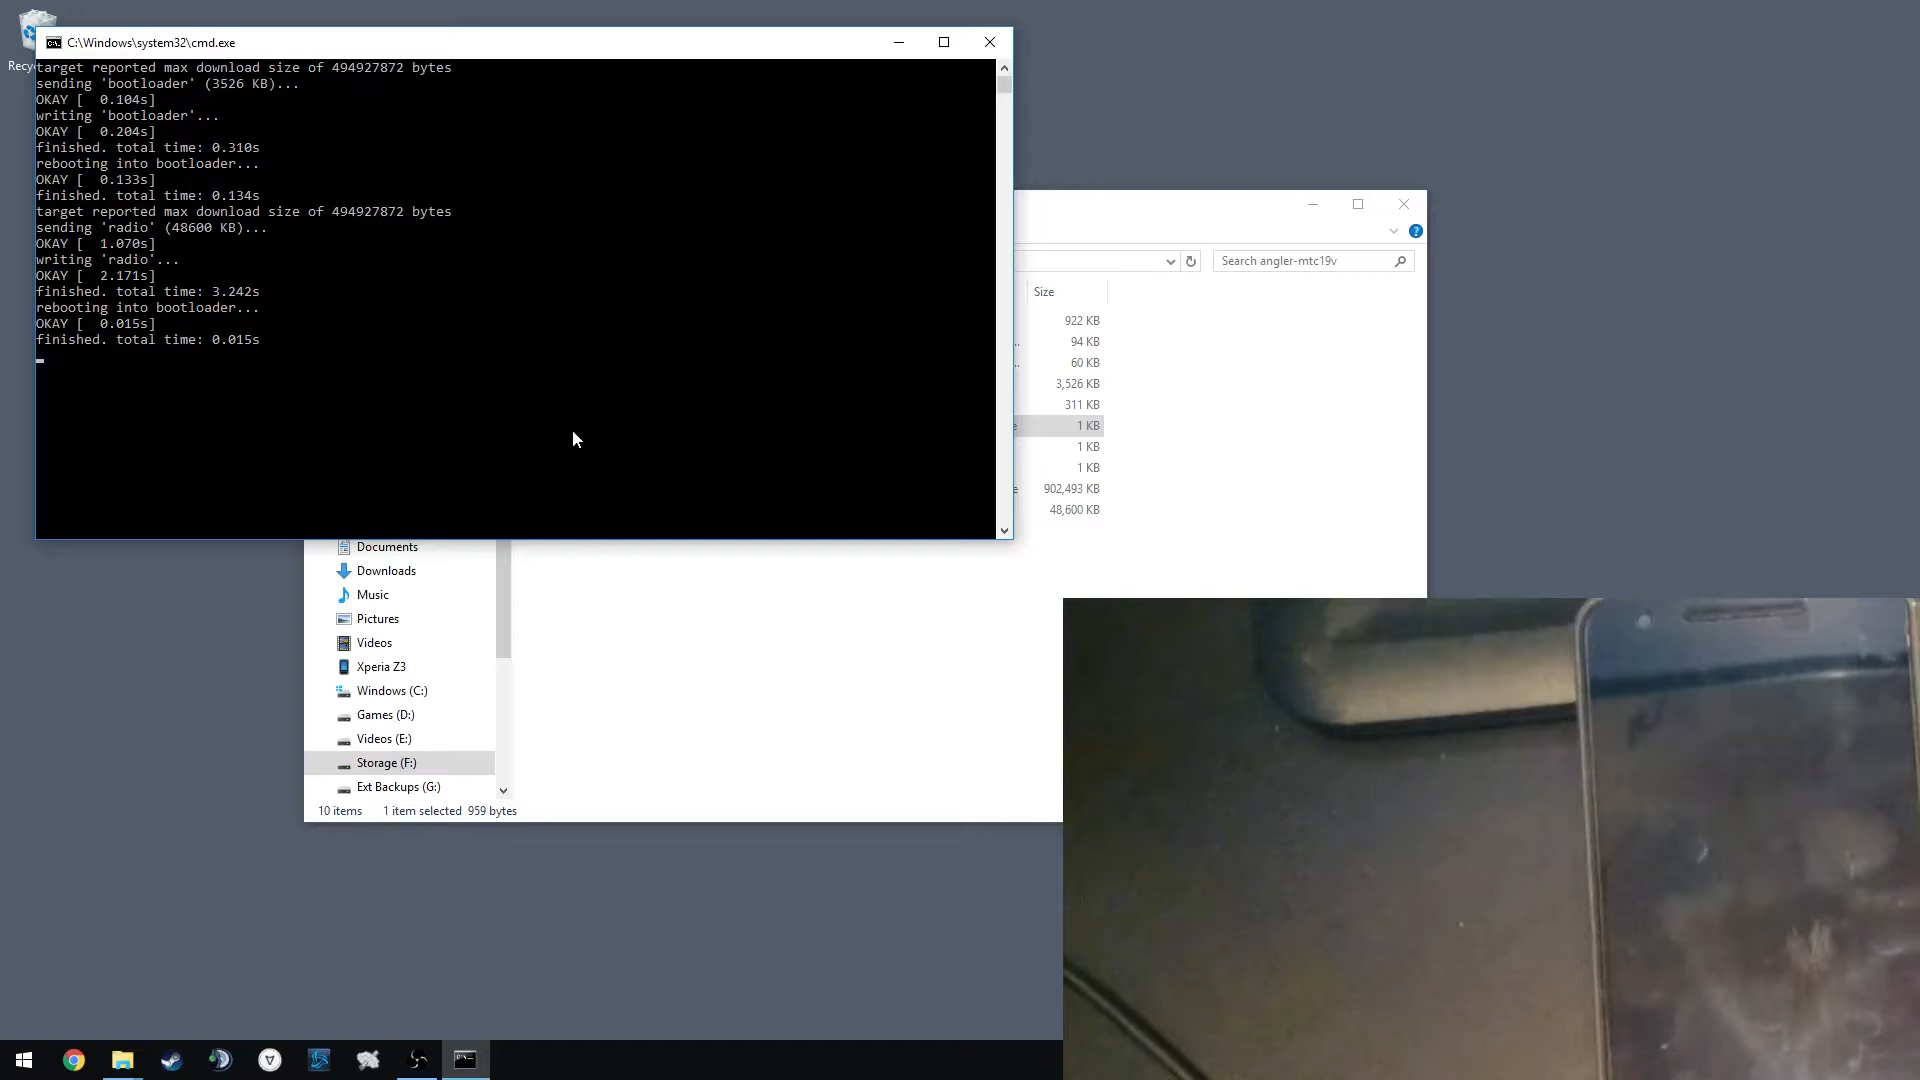 C:\Windows\system32\cmd.exe
Recy
target reported max download size of 494927872 bytes
sending 'bootloader' (3526 KB)...
OKAY [  0.104s]
writing 'bootloader'...
OKAY [  0.204s]
finished. total time: 0.310s
rebooting into bootloader...
OKAY [  0.133s]
finished. total time: 0.134s
target reported max download size of 494927872 bytes
sending 'radio' (48600 KB)...
OKAY [  1.070s]
writing 'radio'...
OKAY [  2.171s]
finished. total time: 3.242s
rebooting into bootloader...
OKAY [  0.015s]
finished. total time: 0.015s
Search angler-mtc19v
Size
922 KB
.. 94 KB
.. 60 KB
3,526 KB
311 KB
e 1 KB
1 KB
1 KB
e 902,493 KB
48,600 KB
Documents
Downloads
Music
Pictures
Videos
Xperia Z3
Windows (C:)
Games (D:)
Videos (E:)
Storage (F:)
Ext Backups (G:)
10 items 1 item selected 959 bytes